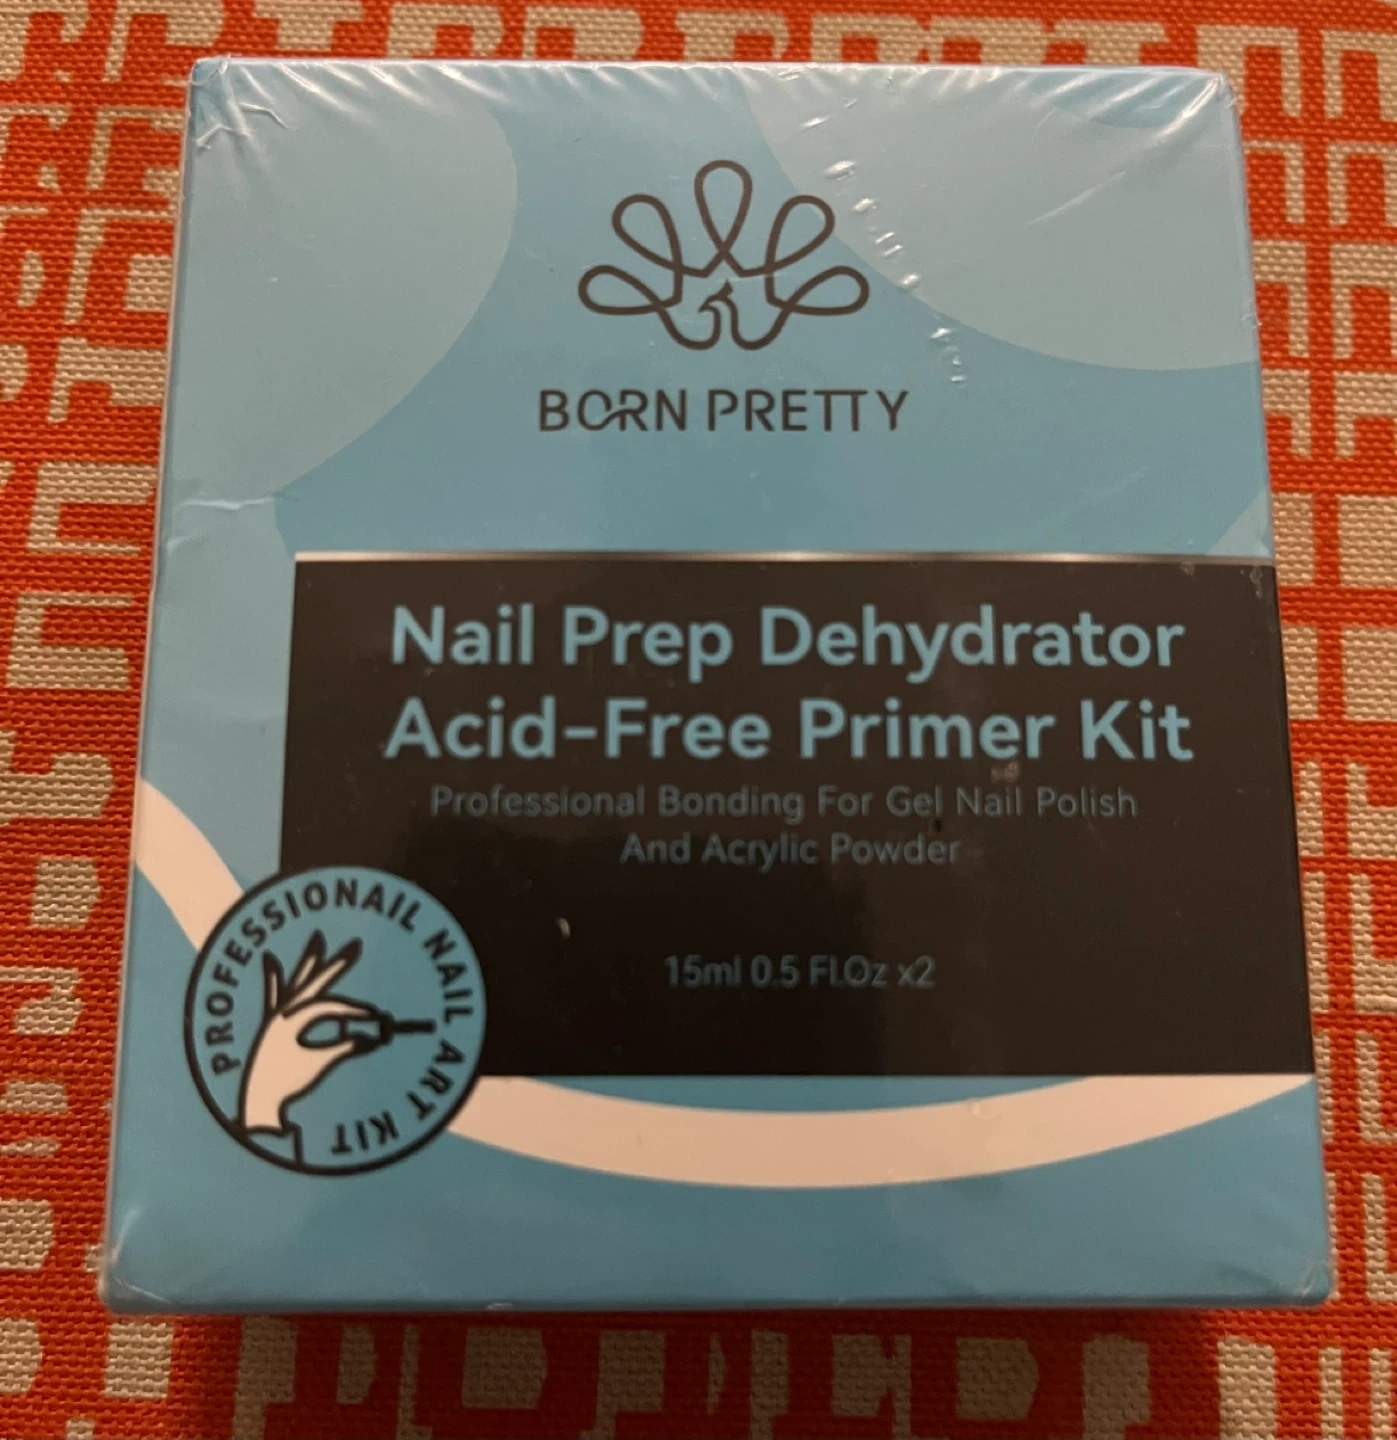 BORN PRETTY
Nail Prep Dehydrator
Acid-Free Primer Kit
Professional Bonding For Gel Nail Polish
And Acrylic Powder
15ml 0.5 Fl.Oz x2
PROFESSIONAIL NAIL ART KIT